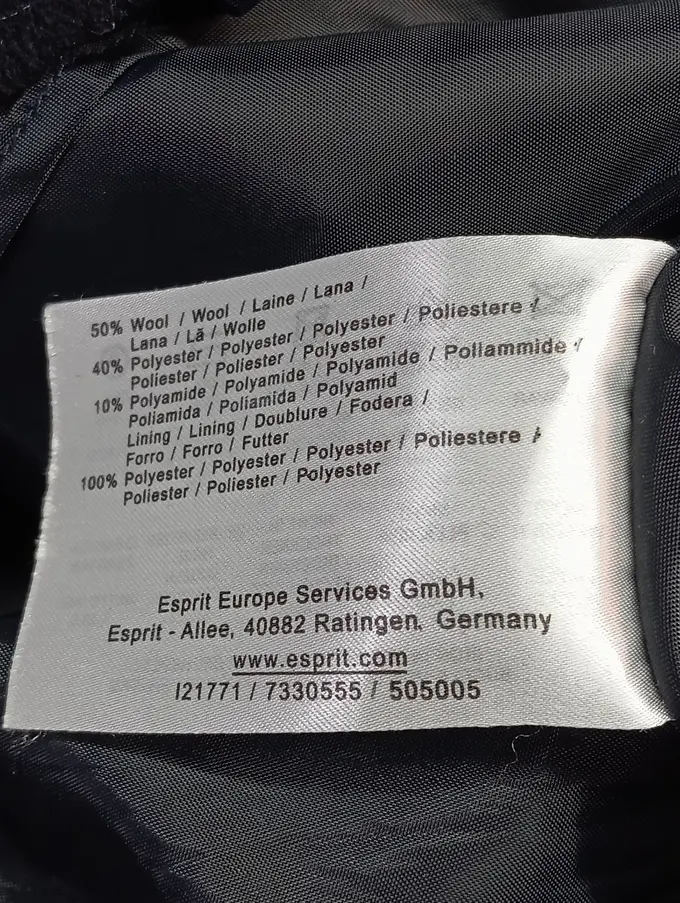 50% Wool / Wool / Laine / Lana /
Lana / Lã / Wolle
40% Polyester / Polyester / Polyester / Poliestere /
Poliester / Poliester / Polyester
10% Polyamide / Polyamide / Polyamide / Poliammide /
Poliamida / Poliamida / Polyamid
Lining / Lining / Doublure / Fodera /
Forro / Forro / Futter
100% Polyester / Polyester / Polyester / Poliestere /
Poliester / Poliester / Polyester
Esprit Europe Services GmbH,
Esprit - Allee, 40882 Ratingen, Germany
www.esprit.com
I21771 / 7330555 / 505005